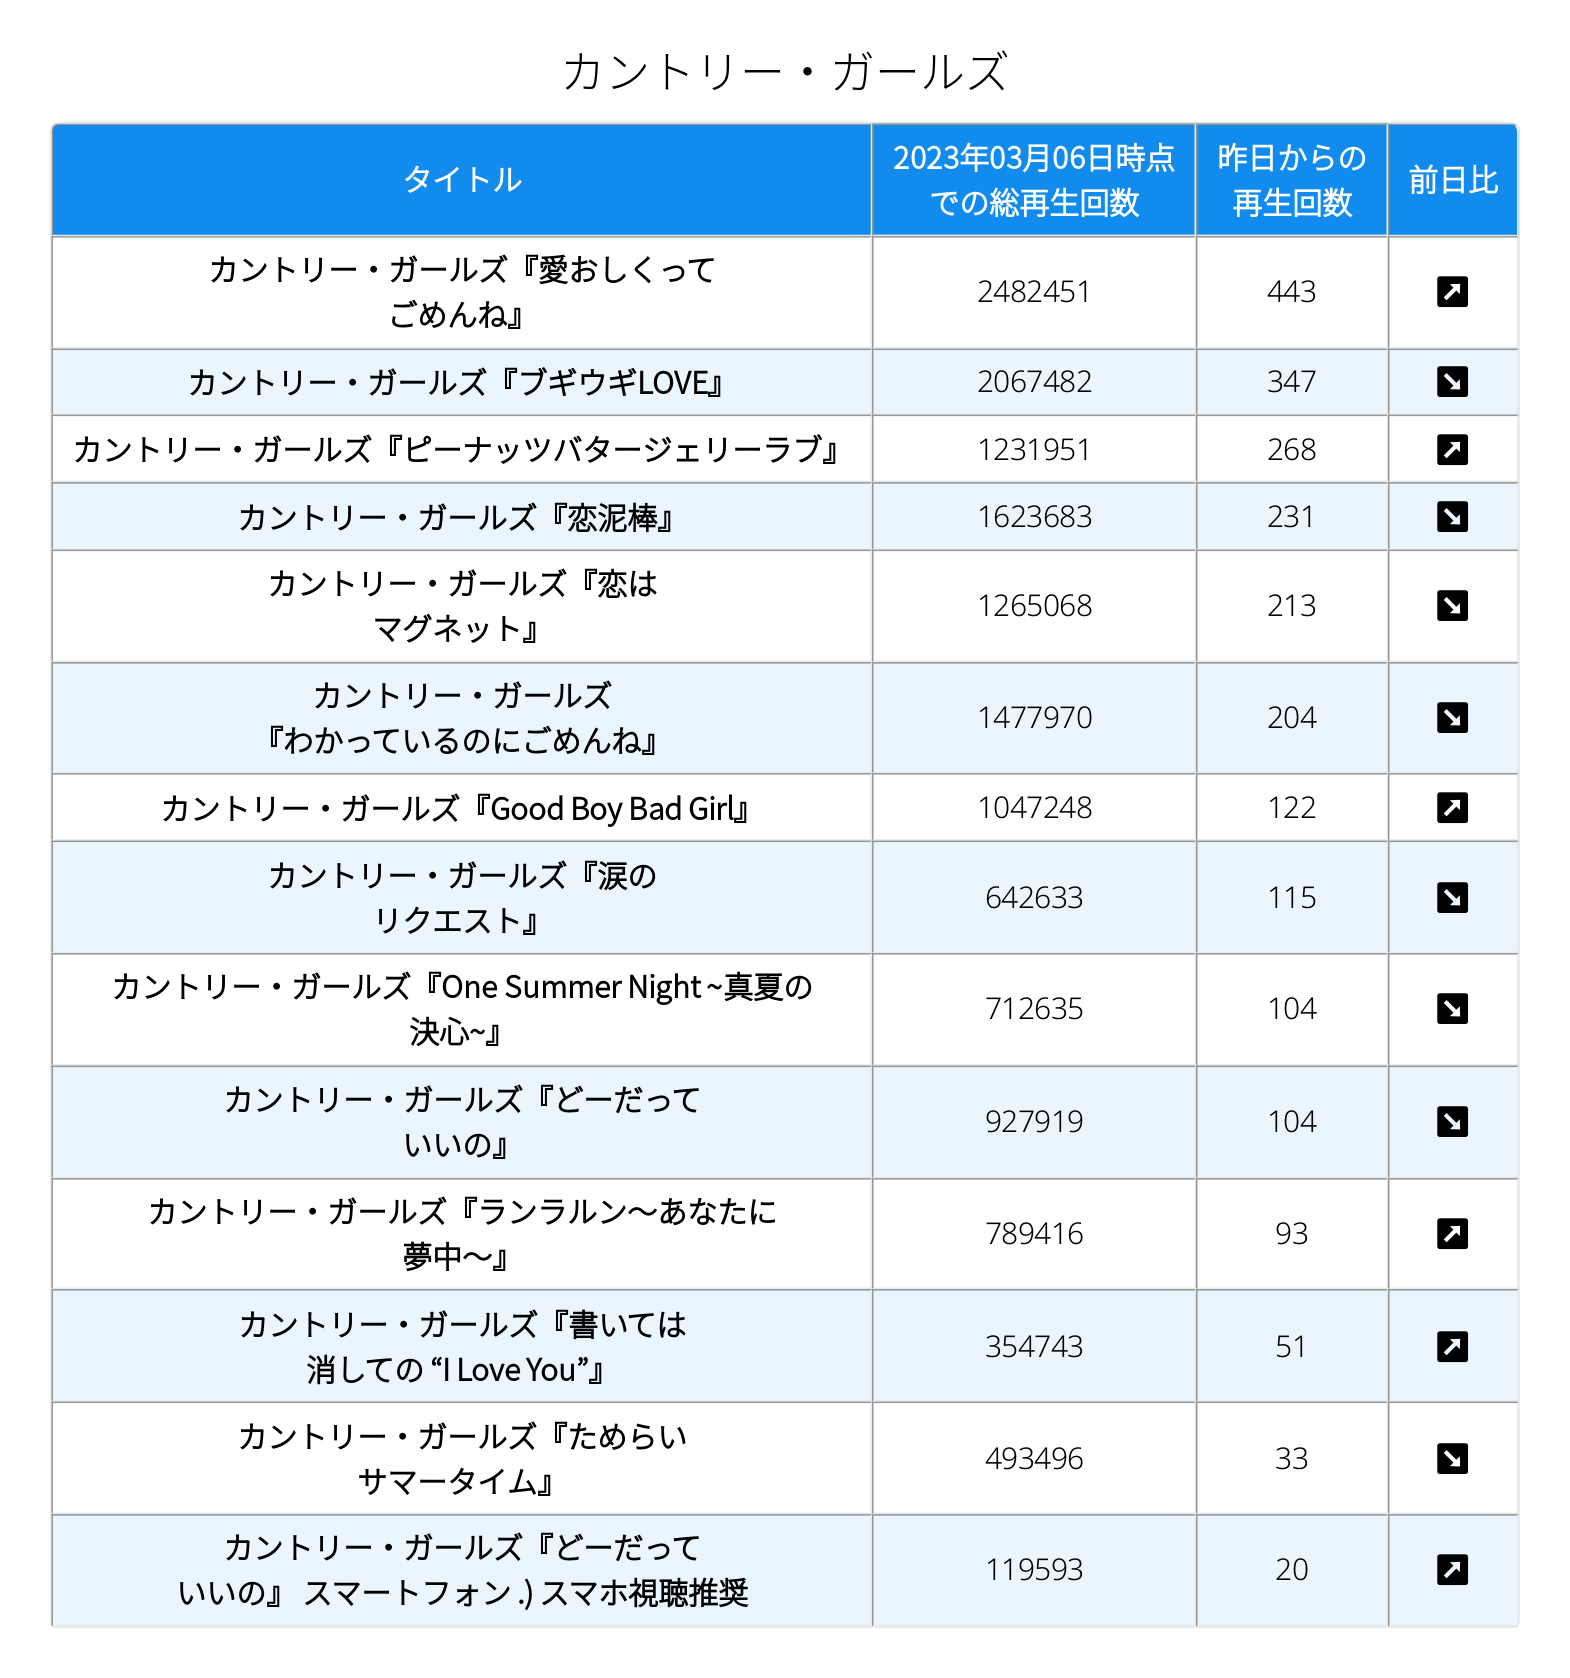 カントリー・ガールズ
タイトル
2023年03月06日時点
での総再生回数
昨日からの
再生回数
前日比
カントリー・ガールズ『愛おしくって
ごめんね』
2482451
443
カントリー・ガールズ『ブギウギLOVE』
2067482
347
カントリー・ガールズ『ピーナッツバタージェリーラブ』
1231951
268
カントリー・ガールズ『恋泥棒』
1623683
231
カントリー・ガールズ『恋は
マグネット』
1265068
213
カントリー・ガールズ
『わかっているのにごめんね』
1477970
204
カントリー・ガールズ『Good Boy Bad Girl』
1047248
122
カントリー・ガールズ『涙の
リクエスト』
642633
115
カントリー・ガールズ『One Summer Night ~真夏の
決心~』
712635
104
カントリー・ガールズ『どーだって
いいの』
927919
104
カントリー・ガールズ『ランラルン〜あなたに
夢中〜』
789416
93
カントリー・ガールズ『書いては
消しての “I Love You”』
354743
51
カントリー・ガールズ『ためらい
サマータイム』
493496
33
カントリー・ガールズ『どーだって
いいの』 スマートフォン .) スマホ視聴推奨
119593
20